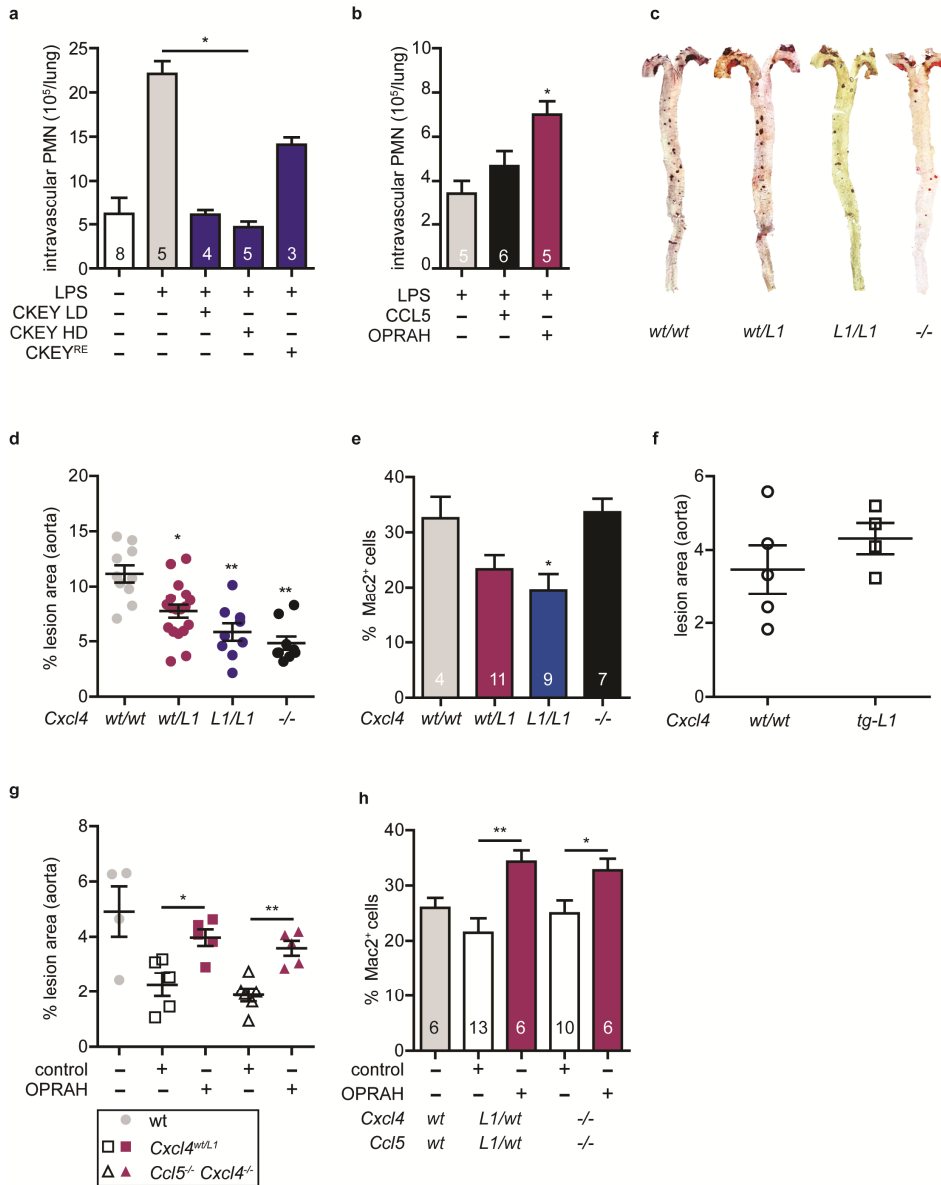 a
intravascular PMN (10⁵/lung)
25
20
15
10
5
0
*
8 5 4 5 3
LPS – + + + +
CKEY LD – – + – –
CKEY HD – – – + –
CKEYᴿᴱ – – – – +
b
intravascular PMN (10⁵/lung)
10
8
6
4
2
0
*
5 6 5
LPS + + +
CCL5 – + –
OPRAH – – +
c
wt/wt wt/L1 L1/L1 -/-
d
% lesion area (aorta)
20
15
10
5
0
* ** **
Cxcl4 wt/wt wt/L1 L1/L1 -/-
e
% Mac2⁺ cells
40
30
20
10
0
*
4 11 9 7
Cxcl4 wt/wt wt/L1 L1/L1 -/-
f
lesion area (aorta)
6
4
2
0
Cxcl4 wt/wt tg-L1
g
% lesion area (aorta)
8
6
4
2
0
* **
control – + – + –
OPRAH – – + – +
wt
Cxcl4ʷᵗ/ᴸ¹
Ccl5⁻/⁻ Cxcl4⁻/⁻
h
% Mac2⁺ cells
40
30
20
10
0
** *
6 13 6 10 6
control – + – + –
OPRAH – – + – +
Cxcl4 wt L1/wt -/-
Ccl5 wt L1/wt -/-